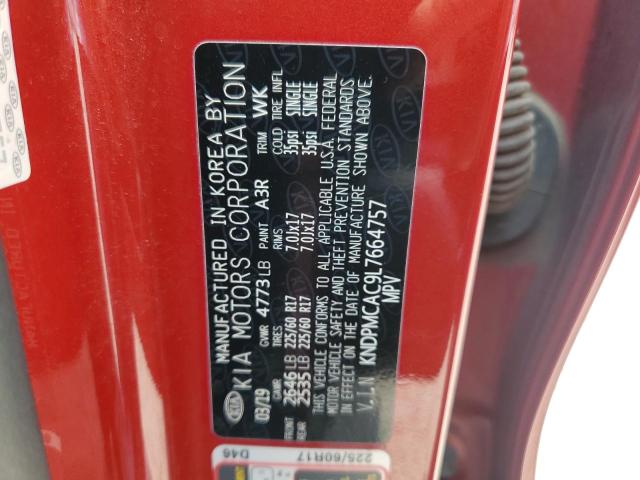 MANUFACTURED IN KOREA BY
KIA KIA MOTORS CORPORATION
03/19 GVWR 4773 LB PAINT A3R TRIM WK
GAWR TIRES RIMS COLD TIRE INFL
FRONT 2646 LB 225/60 R17 7.0JX17 35psi SINGLE
REAR 2535 LB 225/60 R17 7.0JX17 35psi SINGLE
THIS VEHICLE CONFORMS TO ALL APPLICABLE U.S.A. FEDERAL
MOTOR VEHICLE SAFETY AND THEFT PREVENTION STANDARDS
IN EFFECT ON THE DATE OF MANUFACTURE SHOWN ABOVE.
V.I.N KNDPMCAC9L7664757
MPV
D46
225/60R17